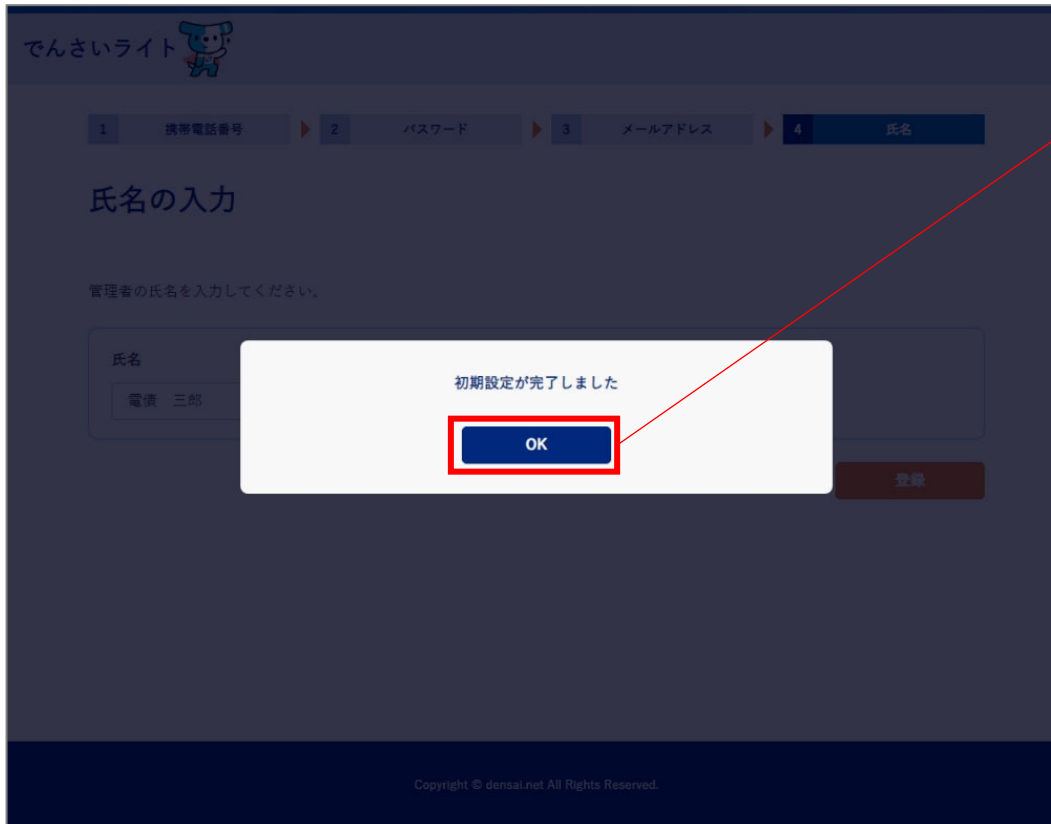 でんさいライト
1 携帯電話番号 2 パスワード 3 メールアドレス 4 氏名
氏名の入力
管理者の氏名を入力してください。
氏名
電債 三郎
初期設定が完了しました
OK
登録
Copyright © densai.net All Rights Reserved.